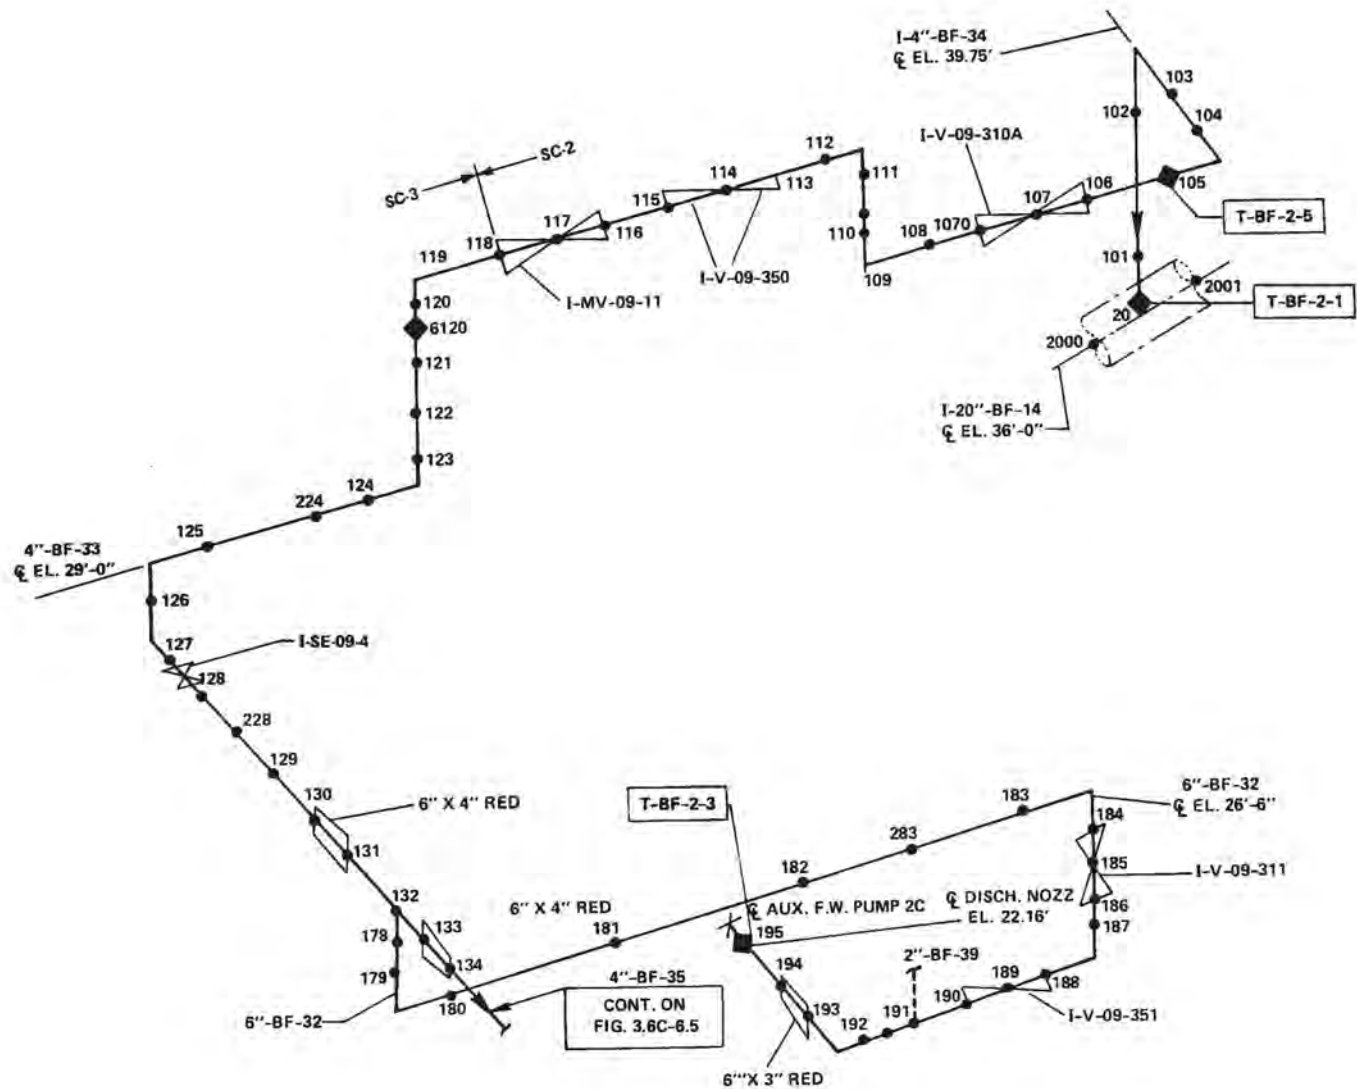 I-4"-BF-34
℄ EL. 39.75'
103
102
104
I-V-09-310A
SC-2
SC-3
112
111
114
113
115
106
105
107
T-BF-2-5
117
116
118
110
108
1070
109
119
I-V-09-350
I-MV-09-11
101
2001
20
T-BF-2-1
2000
120
6120
121
122
123
I-20"-BF-14
℄ EL. 36'-0"
124
224
125
4"-BF-33
℄ EL. 29'-0"
126
127
I-SE-09-4
128
228
129
130
6" X 4" RED
131
T-BF-2-3
183
6"-BF-32
℄ EL. 26'-6"
184
283
185
I-V-09-311
182
186
187
132
6" X 4" RED
℄ AUX. F.W. PUMP 2C
℄ DISCH. NOZZ
EL. 22.16'
133
181
195
178
134
179
180
194
2"-BF-39
189
188
190
193
191
192
I-V-09-351
4"-BF-35
CONT. ON
FIG. 3.6C-6.5
6"-BF-32
6'''X 3" RED